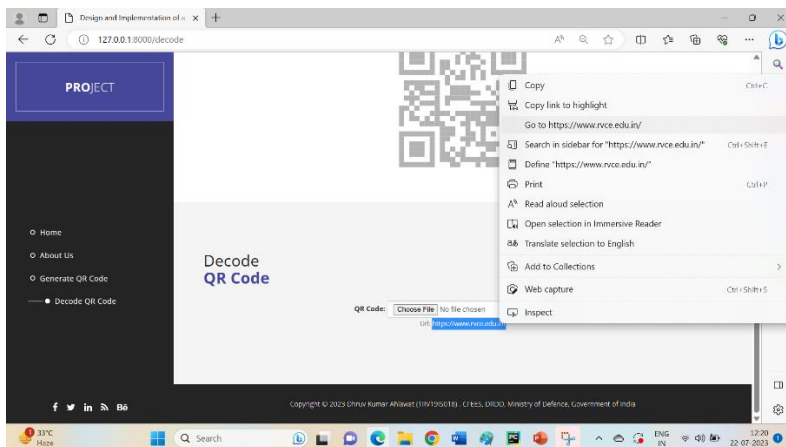 Design and Implementation of a
127.0.0.1:8000/decode
PROJECT
Copy Ctrl+C
Copy link to highlight
Go to https://www.rvce.edu.in/
Search in sidebar for "https://www.rvce.edu.in/" Ctrl+Shift+E
Define "https://www.rvce.edu.in/"
Print Ctrl+P
Read aloud selection
Open selection in Immersive Reader
Translate selection to English
Add to Collections
Web capture Ctrl+Shift+S
Inspect
Home
About Us
Generate QR Code
Decode QR Code
Decode
QR Code
QR Code: Choose File No file chosen
Url: https://www.rvce.edu.in
Bē
Copyright © 2023 Dhruv Kumar Ahlawat , CFEES, DRDO, Ministry of Defence, Government of India
33°C
Haze
Search
ENG
IN
12:20
22-07-2023